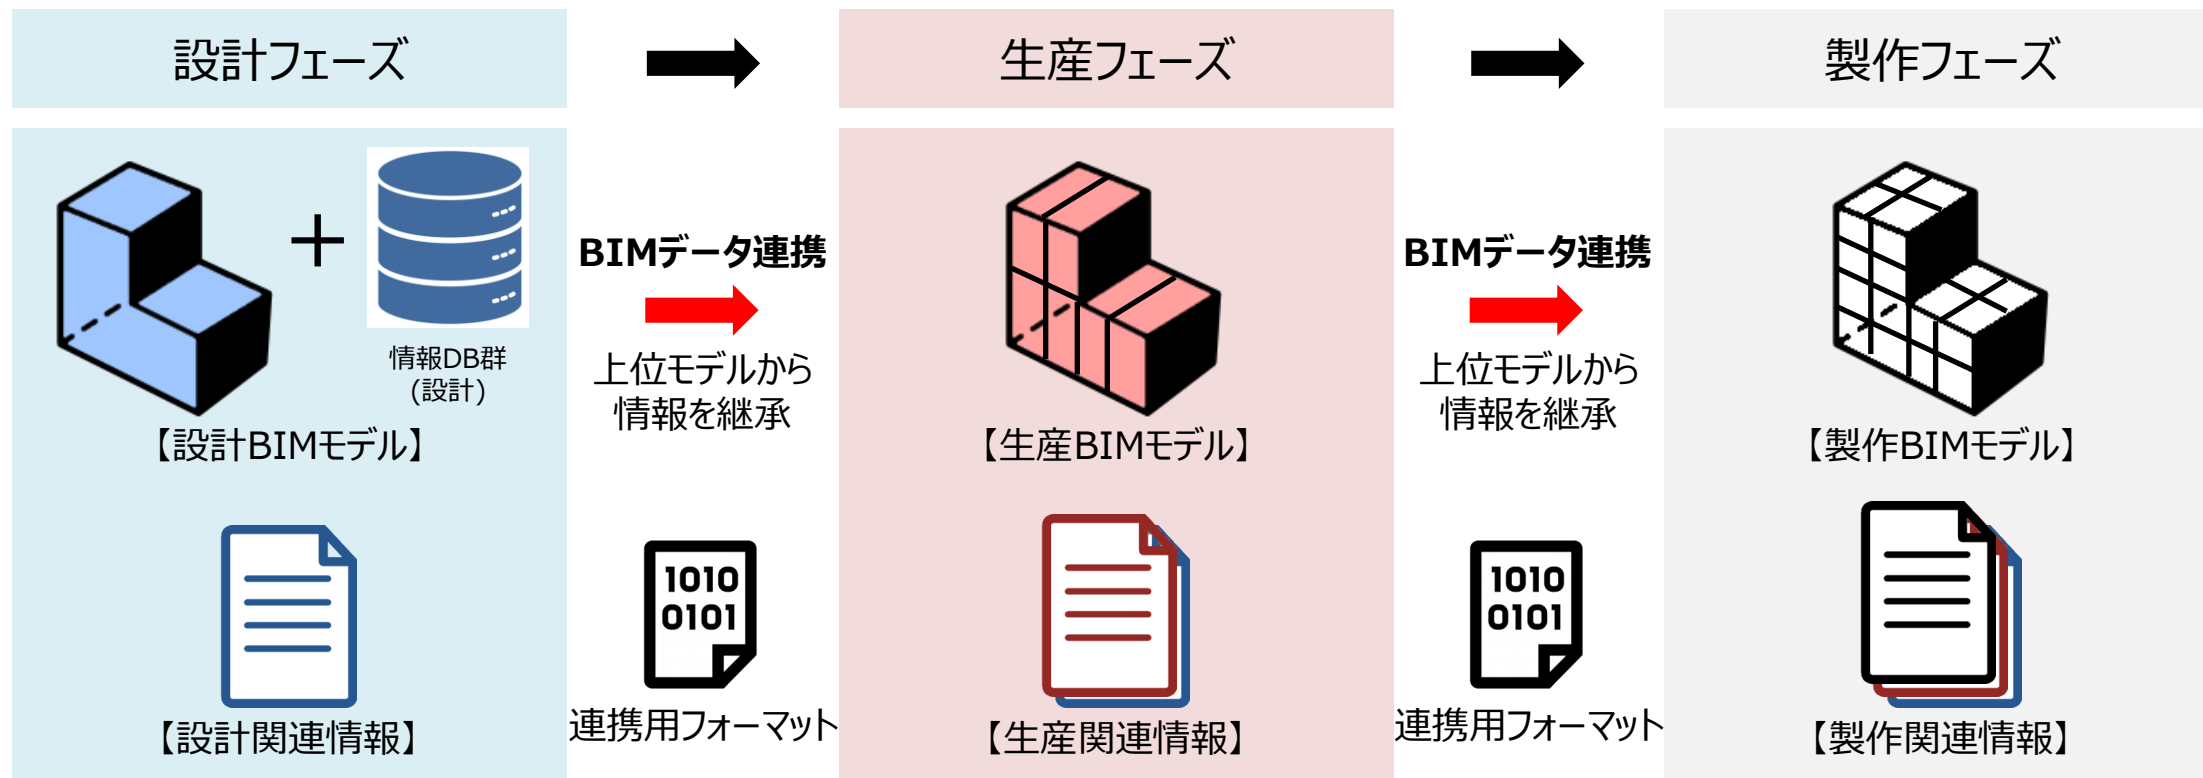 設計フェーズ
生産フェーズ
製作フェーズ
情報DB群
(設計)
【設計BIMモデル】
BIMデータ連携
上位モデルから
情報を継承
【生産BIMモデル】
BIMデータ連携
上位モデルから
情報を継承
【製作BIMモデル】
【設計関連情報】
1010
0101
連携用フォーマット
【生産関連情報】
1010
0101
連携用フォーマット
【製作関連情報】